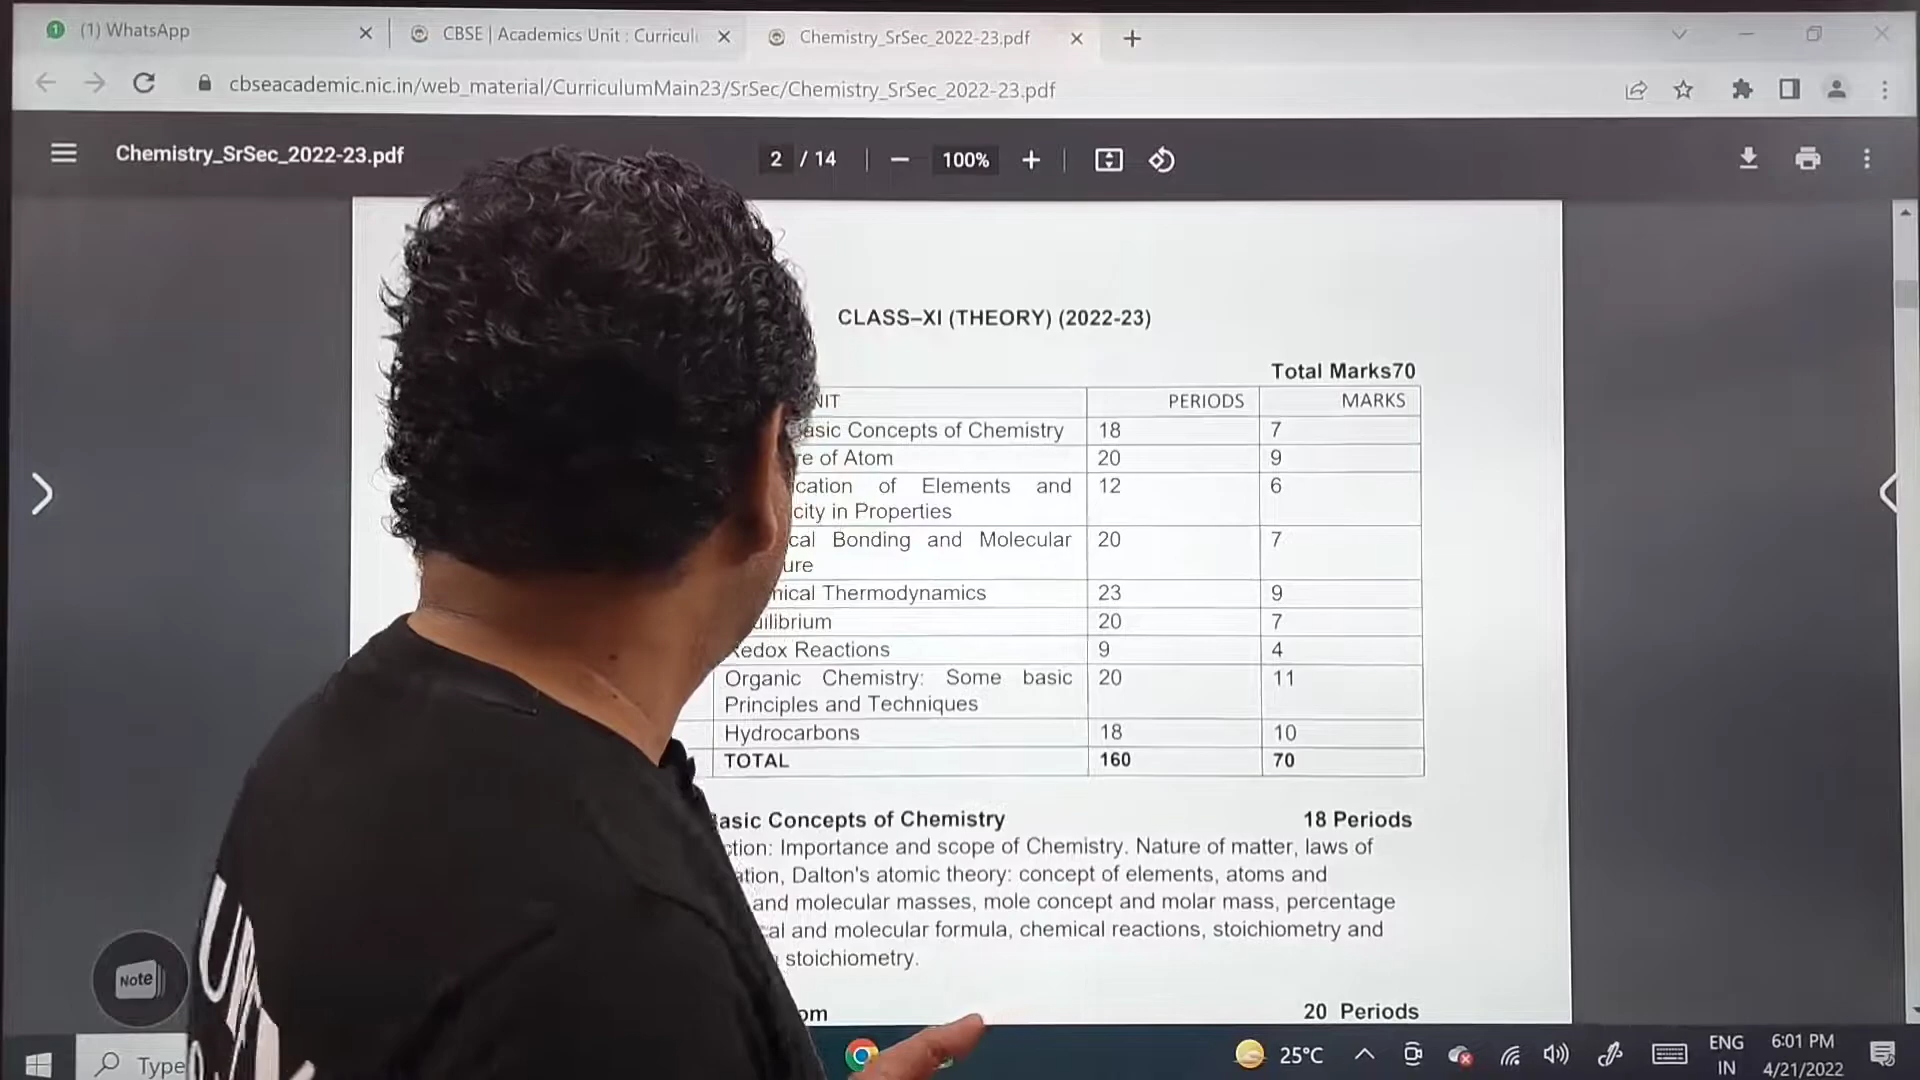 (1) WhatsApp
CBSE | Academics Unit : Curricul
Chemistry_SrSec_2022-23.pdf
cbseacademic.nic.in/web_material/CurriculumMain23/SrSec/Chemistry_SrSec_2022-23.pdf
Chemistry_SrSec_2022-23.pdf
2 / 14
100%
CLASS–XI (THEORY) (2022-23)
Total Marks70
NIT PERIODS MARKS
Basic Concepts of Chemistry 18 7
re of Atom 20 9
ication of Elements and 12 6
city in Properties
cal Bonding and Molecular 20 7
ure
nical Thermodynamics 23 9
uilibrium 20 7
Redox Reactions 9 4
Organic Chemistry: Some basic 20 11
Principles and Techniques
Hydrocarbons 18 10
TOTAL 160 70
Basic Concepts of Chemistry 18 Periods
ction: Importance and scope of Chemistry. Nature of matter, laws of
ation, Dalton's atomic theory: concept of elements, atoms and
and molecular masses, mole concept and molar mass, percentage
al and molecular formula, chemical reactions, stoichiometry and
stoichiometry.
om 20 Periods
Note
Type
25°C
ENG
IN
6:01 PM
4/21/2022